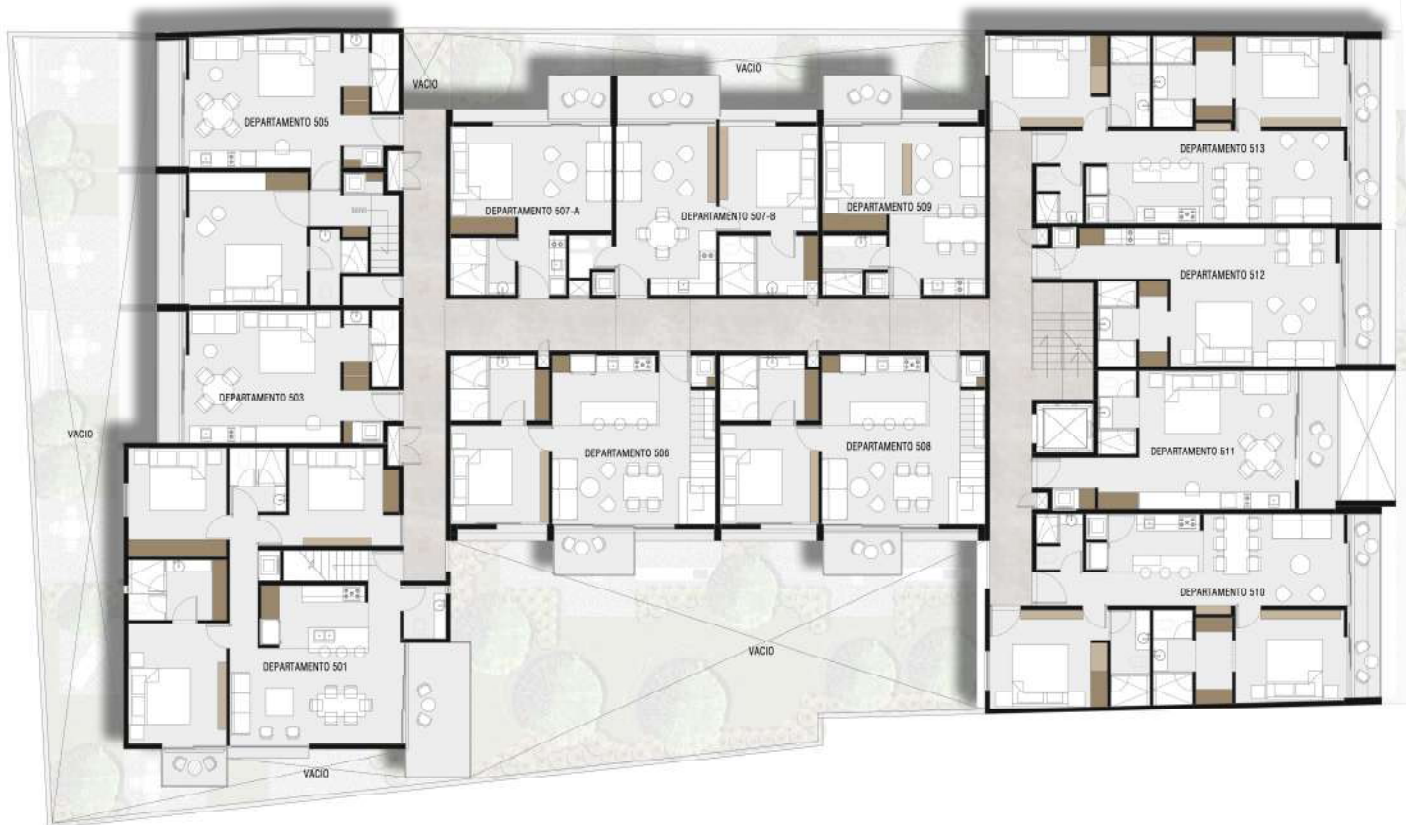 VACIO
VACIO
DEPARTAMENTO 505
DEPARTAMENTO 513
DEPARTAMENTO 507-A
DEPARTAMENTO 507-B
DEPARTAMENTO 509
DEPARTAMENTO 512
DEPARTAMENTO 503
VACIO
DEPARTAMENTO 506
DEPARTAMENTO 508
DEPARTAMENTO 511
DEPARTAMENTO 510
VACIO
DEPARTAMENTO 501
VACIO